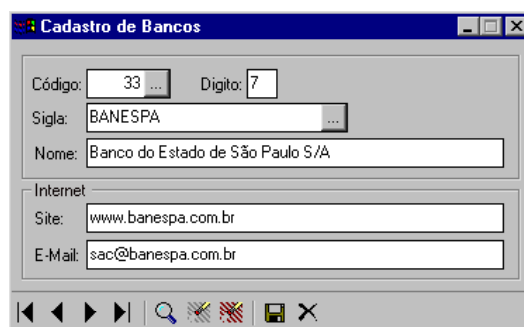 Cadastro de Bancos
Código: 33 ... Digito: 7
Sigla: BANESPA ...
Nome: Banco do Estado de São Paulo S/A
Internet
Site: www.banespa.com.br
E-Mail: sac@banespa.com.br